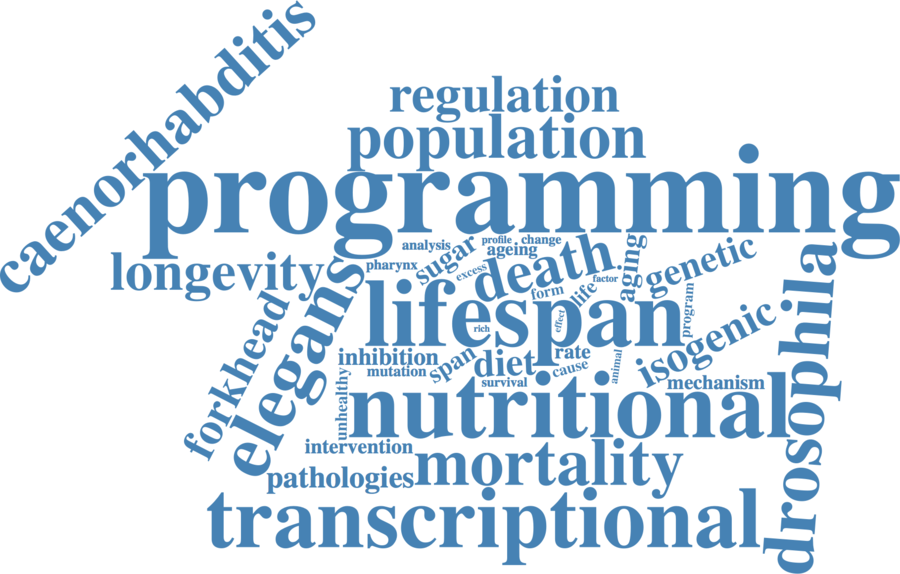 caenorhabditis
regulation
population
programming
analysis
sugar
profile
change
ageing
excess
death
factor
aging
genetic
longevity
pharynx
elegans
form
life
lifespan
rich
effect
program
forkhead
isogenic
drosophila
inhibition
mutation
span
diet
rate
cause
animal
survival
mechanism
unhealthy
nutritional
intervention
pathologies
mortality
transcriptional